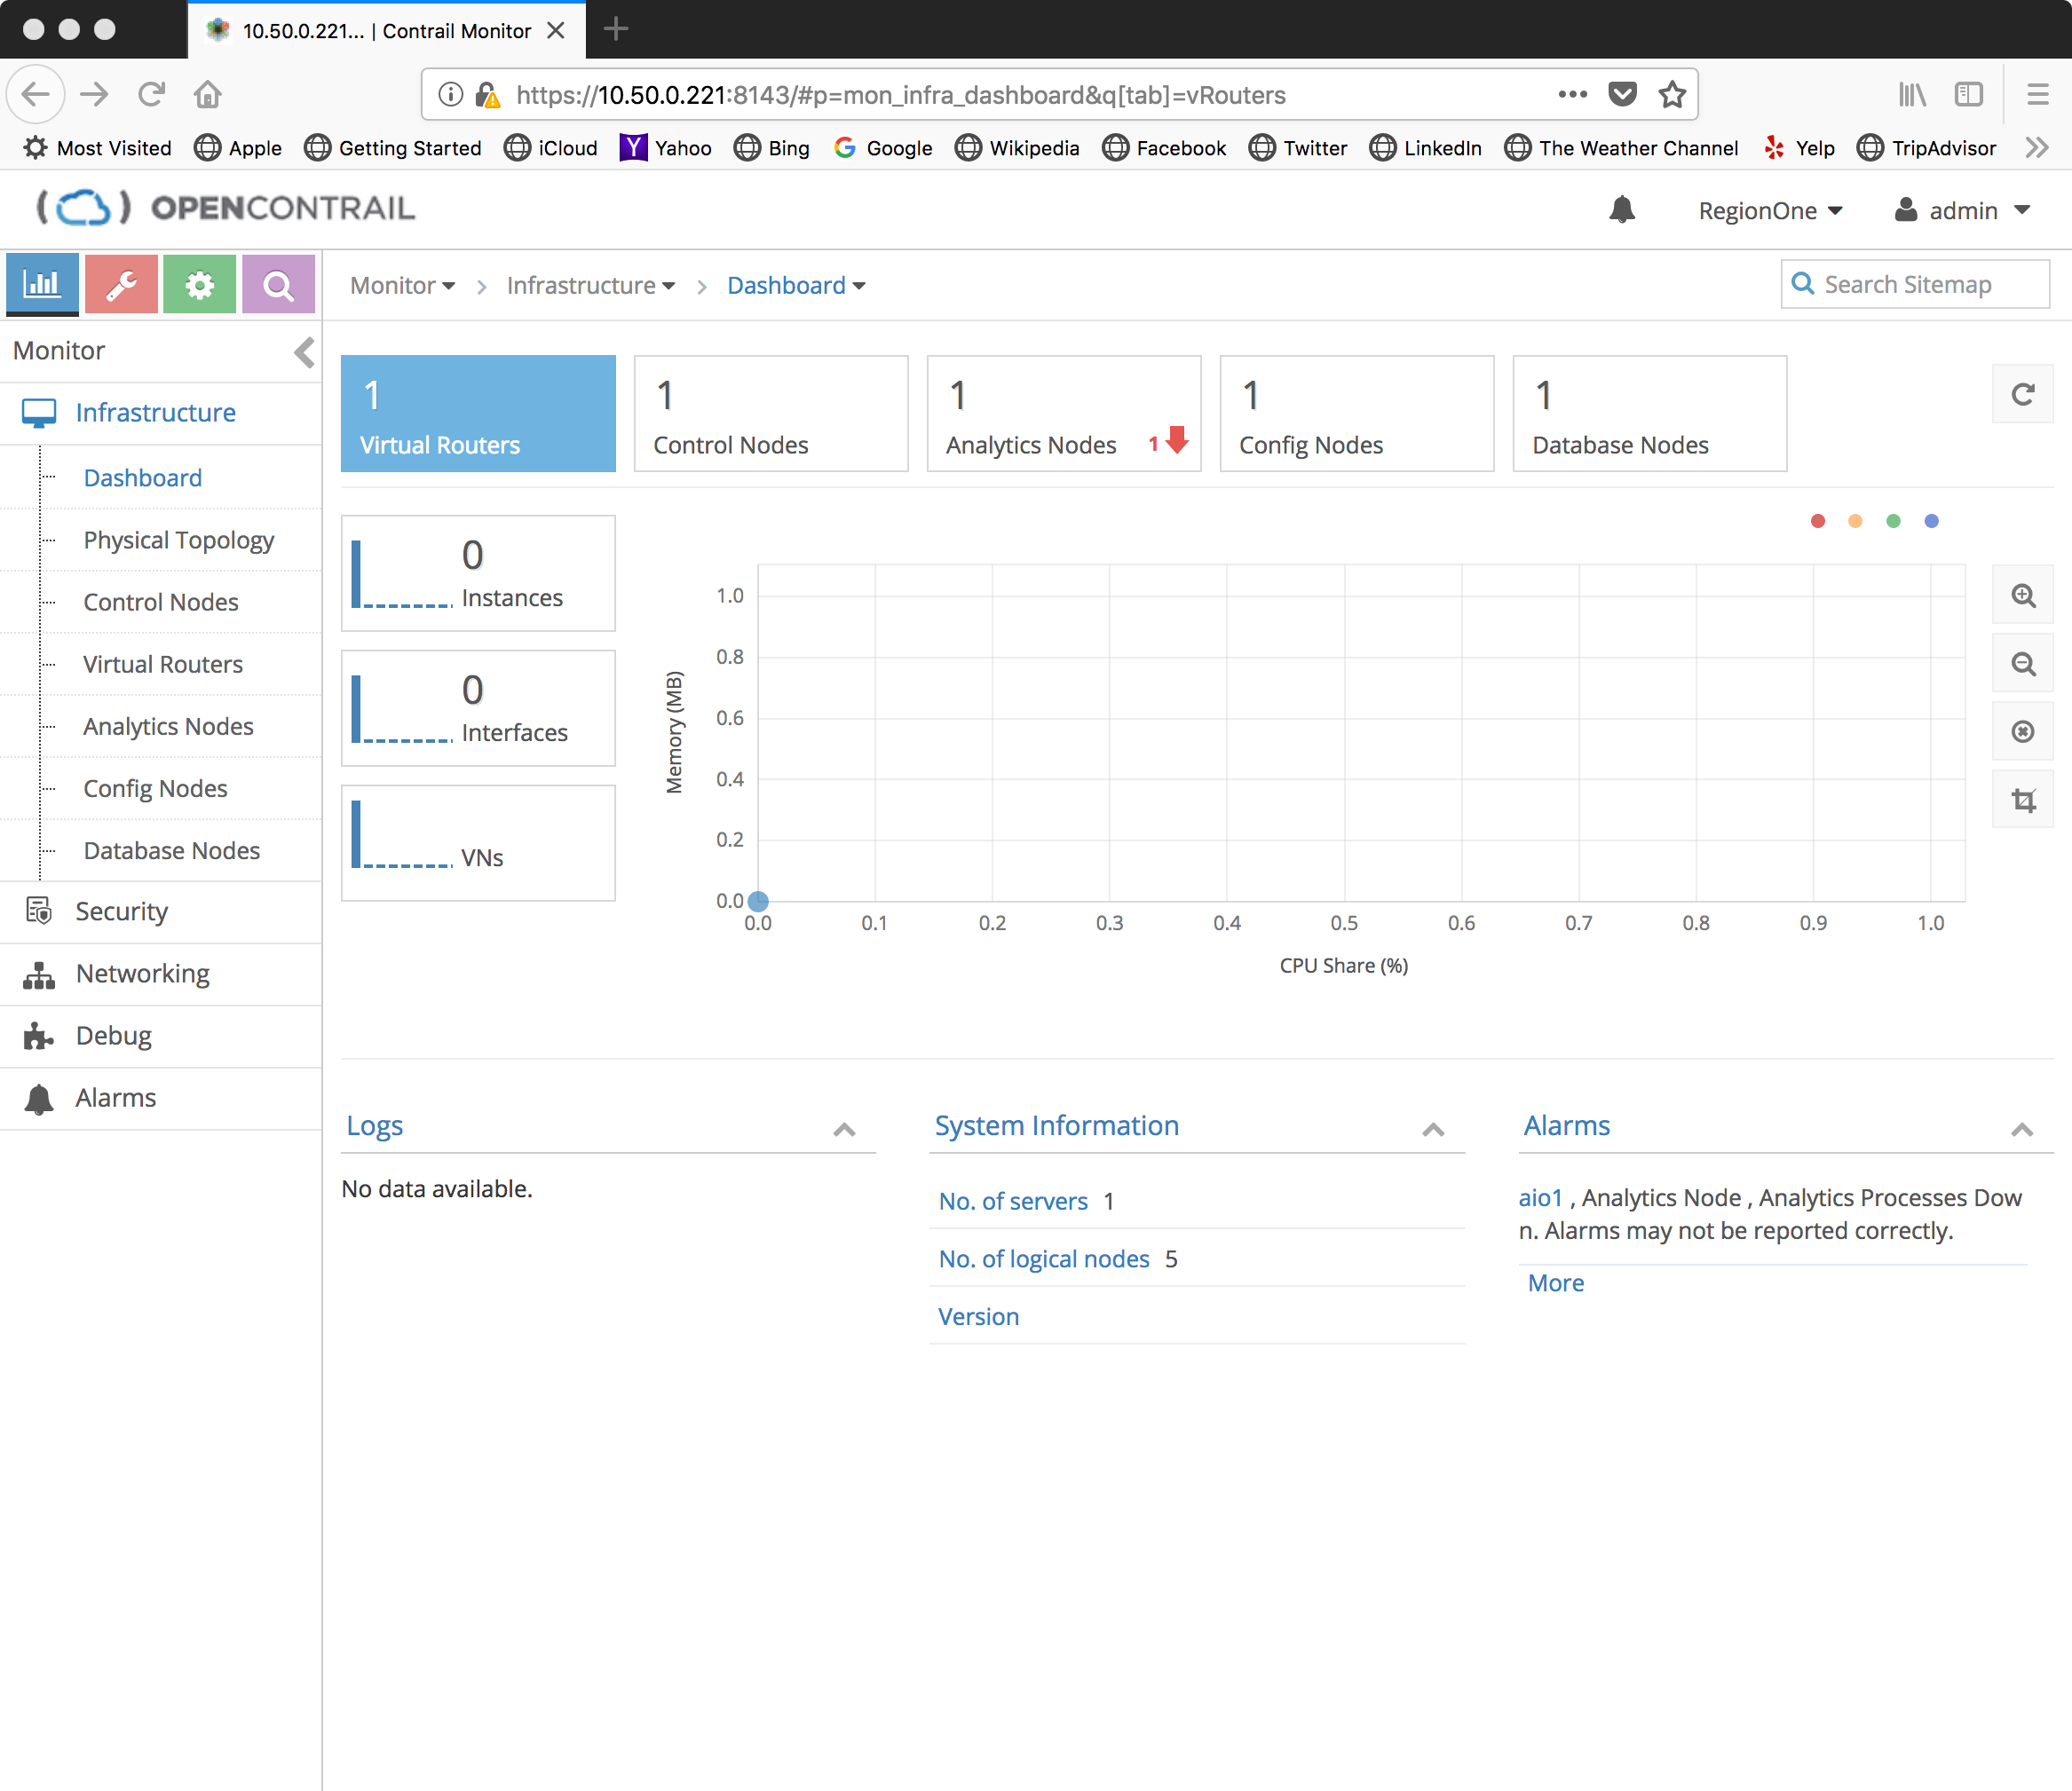 10.50.0.221... | Contrail Monitor
https://10.50.0.221:8143/#p=mon_infra_dashboard&q[tab]=vRouters
Most Visited Apple Getting Started iCloud Yahoo Bing Google Wikipedia Facebook Twitter LinkedIn The Weather Channel Yelp TripAdvisor
OPENCONTRAIL
RegionOne admin
Monitor Infrastructure Dashboard
Search Sitemap
Monitor
Infrastructure
Dashboard
Physical Topology
Control Nodes
Virtual Routers
Analytics Nodes
Config Nodes
Database Nodes
Security
Networking
Debug
Alarms
1
Virtual Routers
1
Control Nodes
1
Analytics Nodes 1
1
Config Nodes
1
Database Nodes
0
Instances
0
Interfaces
VNs
Memory (MB)
1.0
0.8
0.6
0.4
0.2
0.0
0.0 0.1 0.2 0.3 0.4 0.5 0.6 0.7 0.8 0.9 1.0
CPU Share (%)
Logs
No data available.
System Information
No. of servers 1
No. of logical nodes 5
Version
Alarms
aio1 , Analytics Node , Analytics Processes Dow
n. Alarms may not be reported correctly.
More